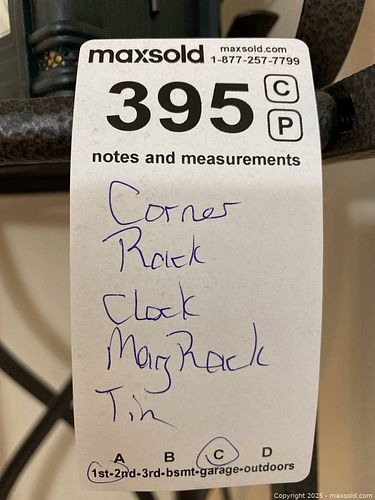 maxsold maxsold.com
1-877-257-7799
395 C
P
notes and measurements
Corner
Rack
Clock
Mag Rack
Tin
A B C D
1st-2nd-3rd-bsmt-garage-outdoors
Copyright 2025 - maxsold.com